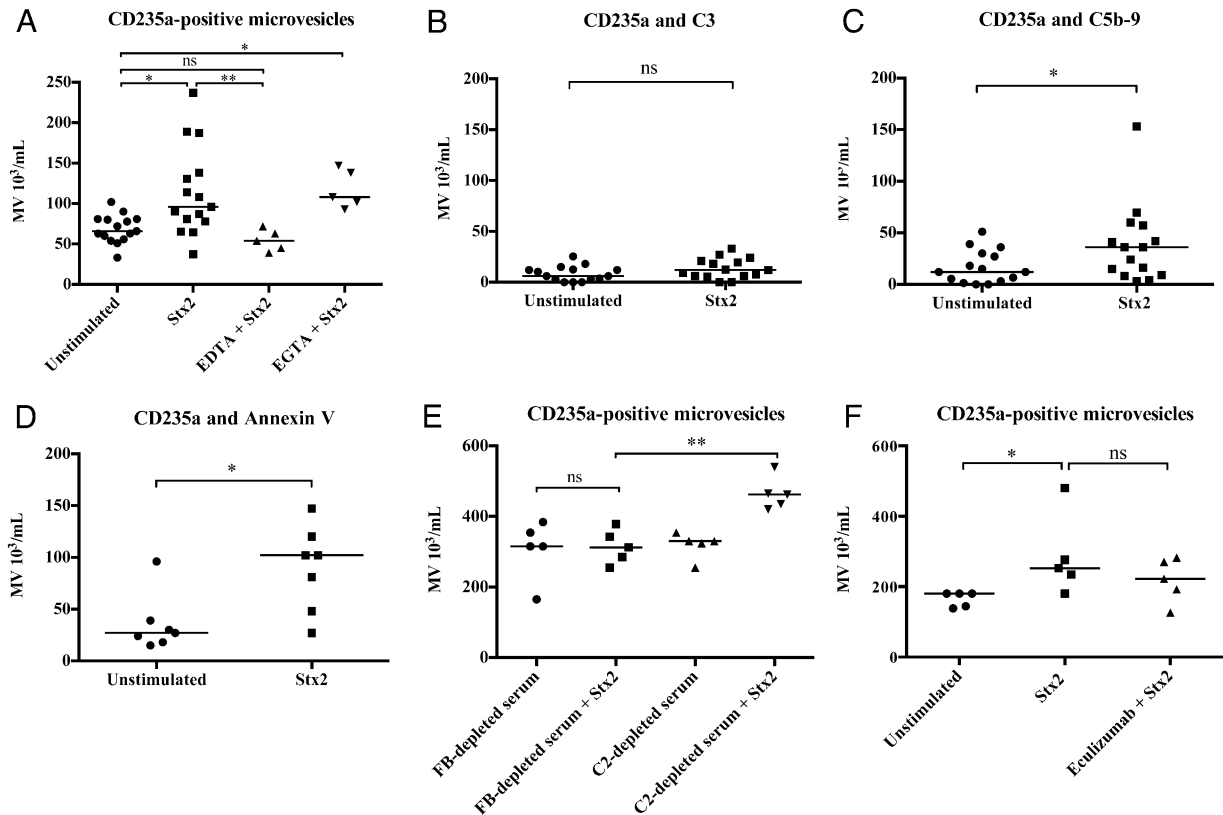 A
CD235a-positive microvesicles
*
ns
*
**
250
200
150
100
50
0
MV 10³/mL
Unstimulated
Stx2
EDTA + Stx2
EGTA + Stx2
B
CD235a and C3
ns
200
150
100
50
0
MV 10³/mL
Unstimulated
Stx2
C
CD235a and C5b-9
*
200
150
100
50
0
MV 10³/mL
Unstimulated
Stx2
D
CD235a and Annexin V
*
200
150
100
50
0
MV 10³/mL
Unstimulated
Stx2
E
CD235a-positive microvesicles
**
ns
600
400
200
0
MV 10³/mL
FB-depleted serum
FB-depleted serum + Stx2
C2-depleted serum
C2-depleted serum + Stx2
F
CD235a-positive microvesicles
*
ns
600
400
200
0
MV 10³/mL
Unstimulated
Stx2
Eculizumab + Stx2